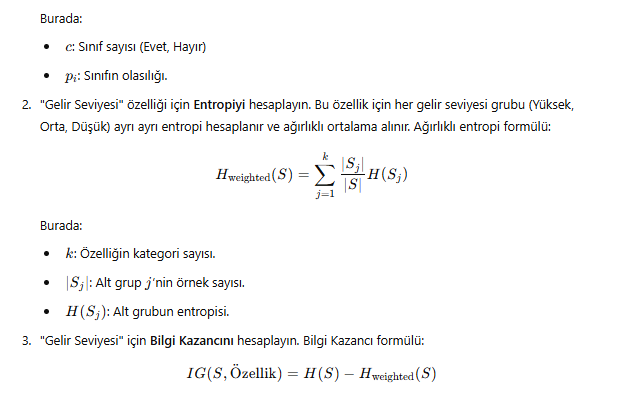 Burada:
• c: Sınıf sayısı (Evet, Hayır)
• p_i: Sınıfın olasılığı.
2. "Gelir Seviyesi" özelliği için Entropiyi hesaplayın. Bu özellik için her gelir seviyesi grubu (Yüksek,
Orta, Düşük) ayrı ayrı entropi hesaplanır ve ağırlıklı ortalama alınır. Ağırlıklı entropi formülü:
H_weighted(S) = ∑_{j=1}^{k} |S_j|/|S| H(S_j)
Burada:
• k: Özelliğin kategori sayısı.
• |S_j|: Alt grup j'nin örnek sayısı.
• H(S_j): Alt grubun entropisi.
3. "Gelir Seviyesi" için Bilgi Kazancını hesaplayın. Bilgi Kazancı formülü:
IG(S, Özellik) = H(S) − H_weighted(S)